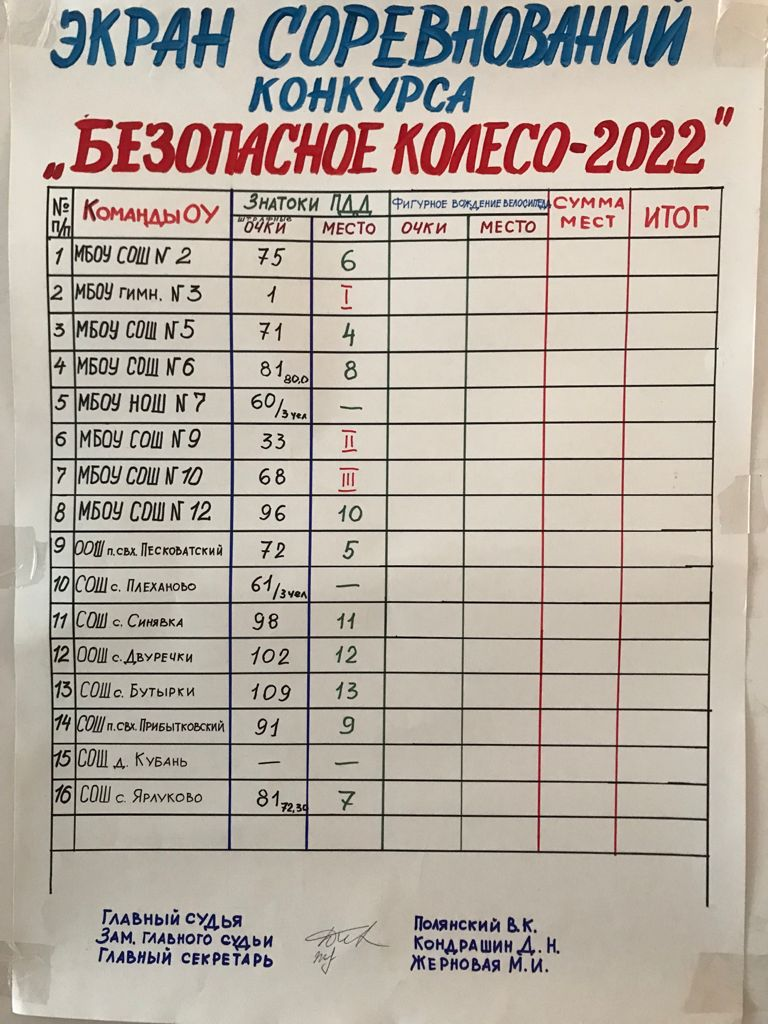 ЭКРАН СОРЕВНОВАНИЙ
КОНКУРСА
„БЕЗОПАСНОЕ КОЛЕСО-2022"
№ п/п КОМАНДЫ ОУ ЗНАТОКИ ПДД ФИГУРНОЕ ВОЖДЕНИЕ ВЕЛОСИПЕДА СУММА МЕСТ ИТОГ
ШТРАФНЫЕ ОЧКИ МЕСТО ОЧКИ МЕСТО
1 МБОУ СОШ № 2 75 6
2 МБОУ ГИМН. № 3 1 I
3 МБОУ СОШ № 5 71 4
4 МБОУ СОШ № 6 81 80,0 8
5 МБОУ НОШ № 7 60/3 чел —
6 МБОУ СОШ № 9 33 II
7 МБОУ СОШ № 10 68 III
8 МБОУ СОШ № 12 96 10
9 ООШ п.свх. ПЕСКОВАТСКИЙ 72 5
10 СОШ с. ПЛЕХАНОВО 61/3 чел —
11 СОШ с. СИНЯВКА 98 11
12 ООШ с. ДВУРЕЧКИ 102 12
13 СОШ с. БУТЫРКИ 109 13
14 СОШ п.свх. ПРИБЫТКОВСКИЙ 91 9
15 СОШ д. КУБАНЬ — —
16 СОШ с. ЯРЛУКОВО 81 72,30 7
ГЛАВНЫЙ СУДЬЯ ПОЛЯНСКИЙ В.К.
ЗАМ. ГЛАВНОГО СУДЬИ КОНДРАШИН Д.Н.
ГЛАВНЫЙ СЕКРЕТАРЬ ЖЕРНОВАЯ М.И.